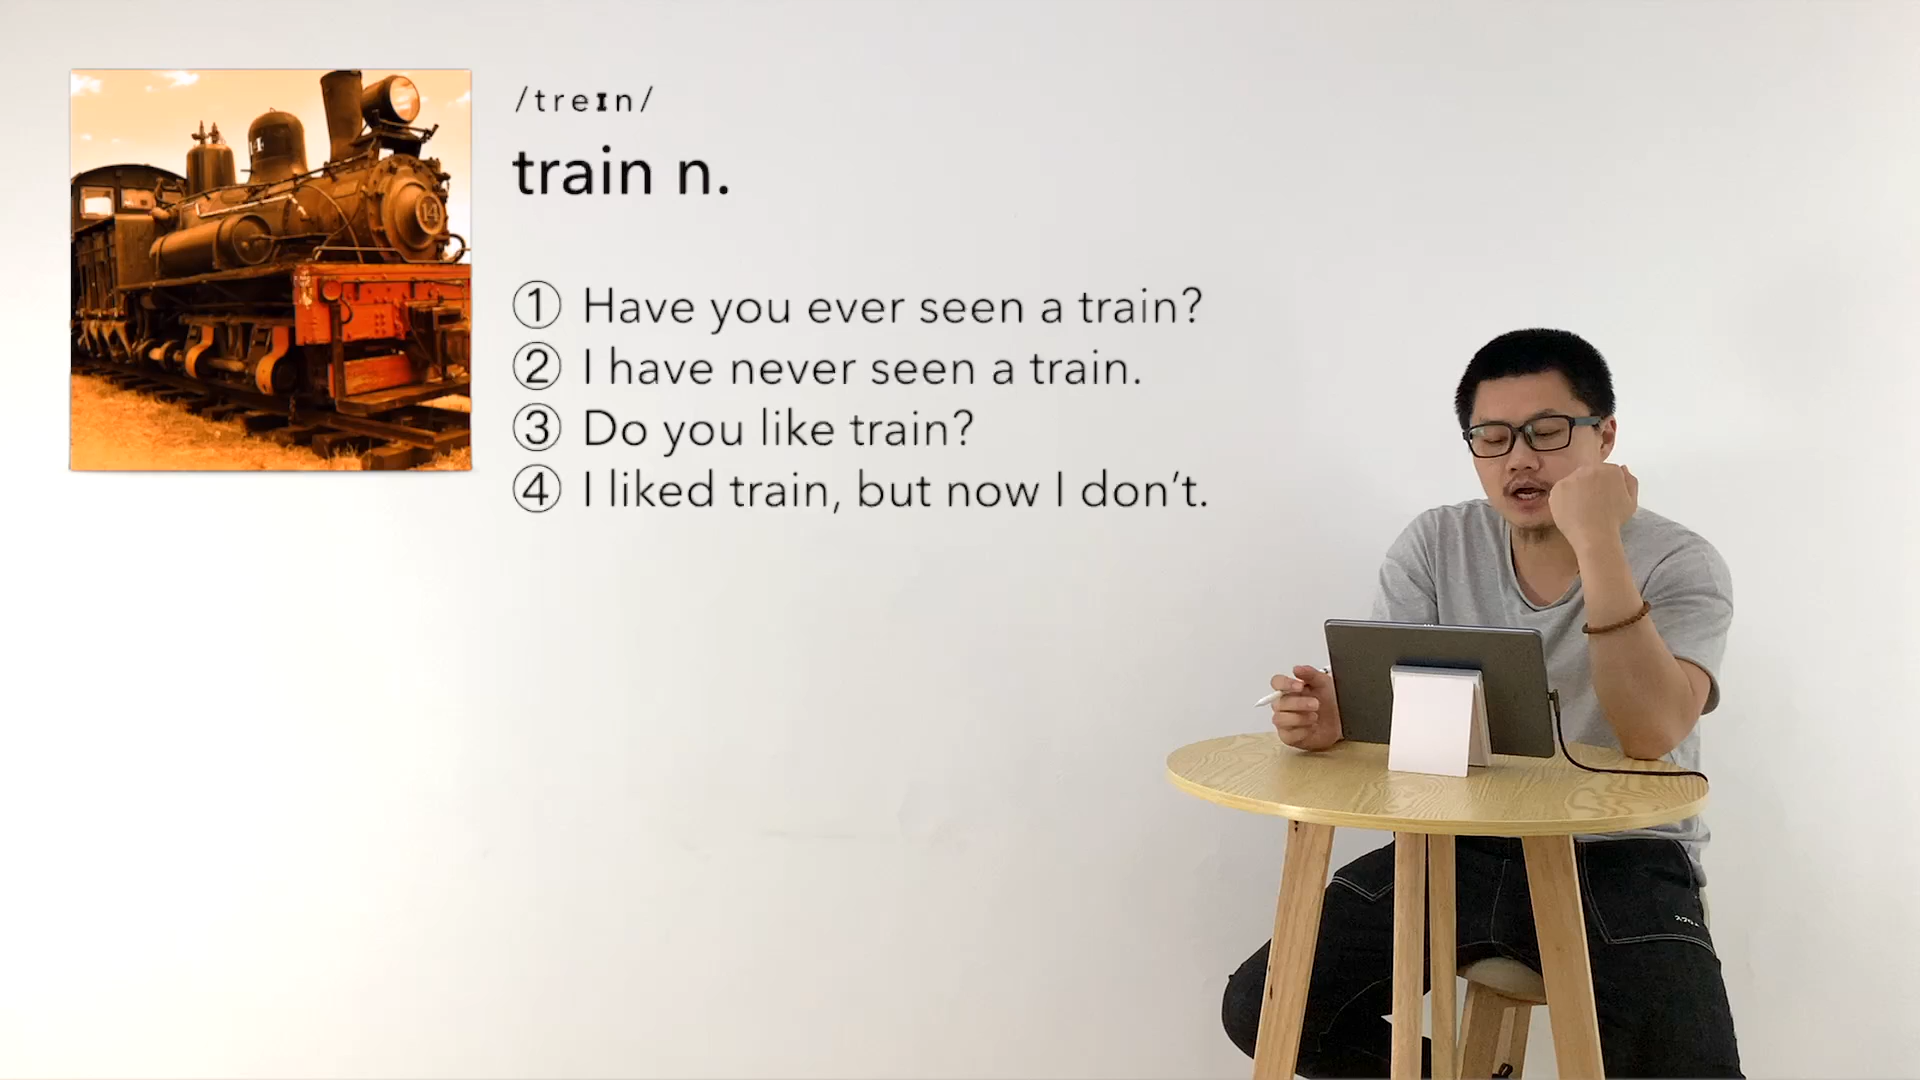 /treɪn/
train n.
① Have you ever seen a train?
② I have never seen a train.
③ Do you like train?
④ I liked train, but now I don't.
14